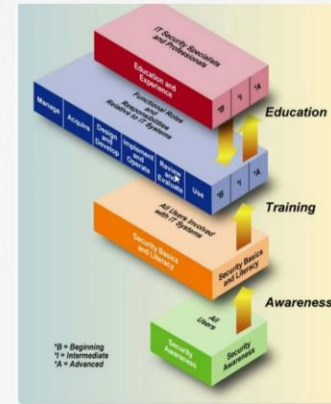 IT Security Specialists
and Professionals
Education and
Experience
*B
*I
*A
Education
Functional Roles
and
Responsibilities
Relative to IT Systems
Manage
Acquire
Design
and
Develop
Implement
and
Operate
Review
and
Evaluate
Use
*B
*I
*A
Training
All Users Involved
with IT Systems
Security Basics
and Literacy
Security Basics
and Literacy
Awareness
All
Users
Security
Awareness
Security
Awareness
*B = Beginning
*I = Intermediate
*A = Advanced